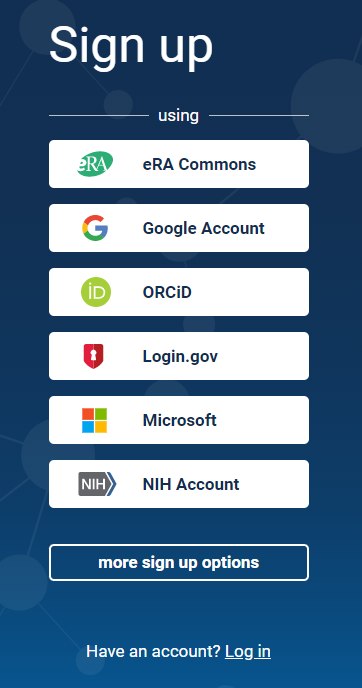 Sign up
using
eRA
eRA Commons
Google Account
iD
ORCiD
Login.gov
Microsoft
NIH
NIH Account
more sign up options
Have an account? Log in